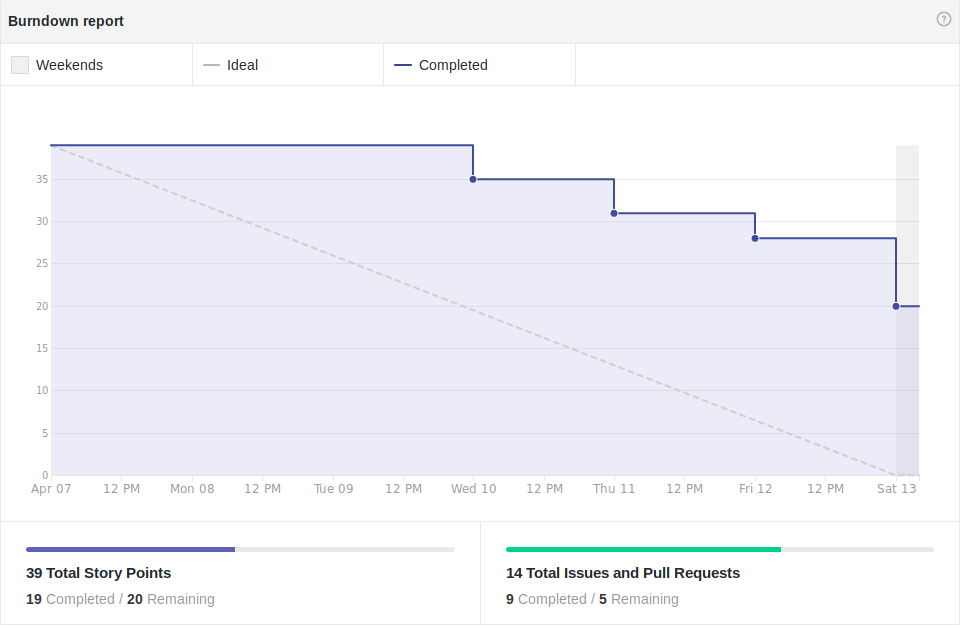 Burndown report
?
Weekends
Ideal
Completed
35
30
25
20
15
10
5
0
Apr 07 12 PM Mon 08 12 PM Tue 09 12 PM Wed 10 12 PM Thu 11 12 PM Fri 12 12 PM Sat 13
39 Total Story Points
19 Completed / 20 Remaining
14 Total Issues and Pull Requests
9 Completed / 5 Remaining